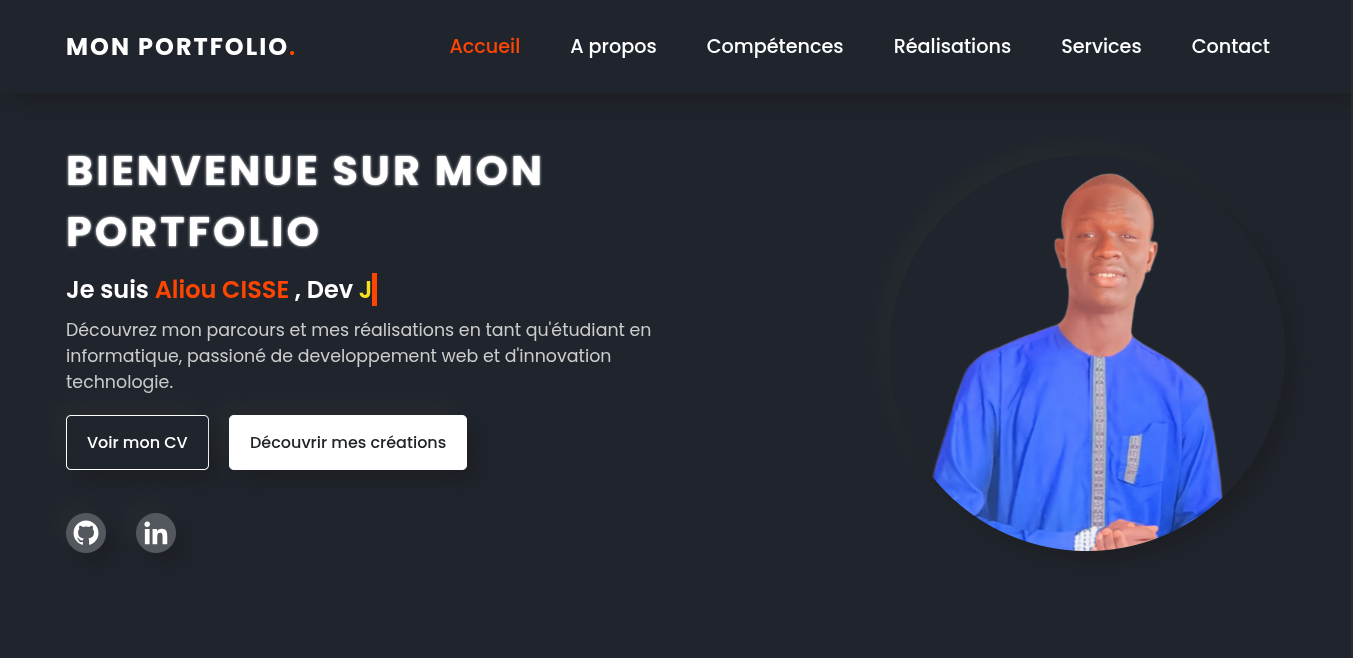 MON PORTFOLIO.
Accueil A propos Compétences Réalisations Services Contact
BIENVENUE SUR MON
PORTFOLIO
Je suis Aliou CISSE , Dev J
Découvrez mon parcours et mes réalisations en tant qu'étudiant en
informatique, passioné de developpement web et d'innovation
technologie.
Voir mon CV Découvrir mes créations
in